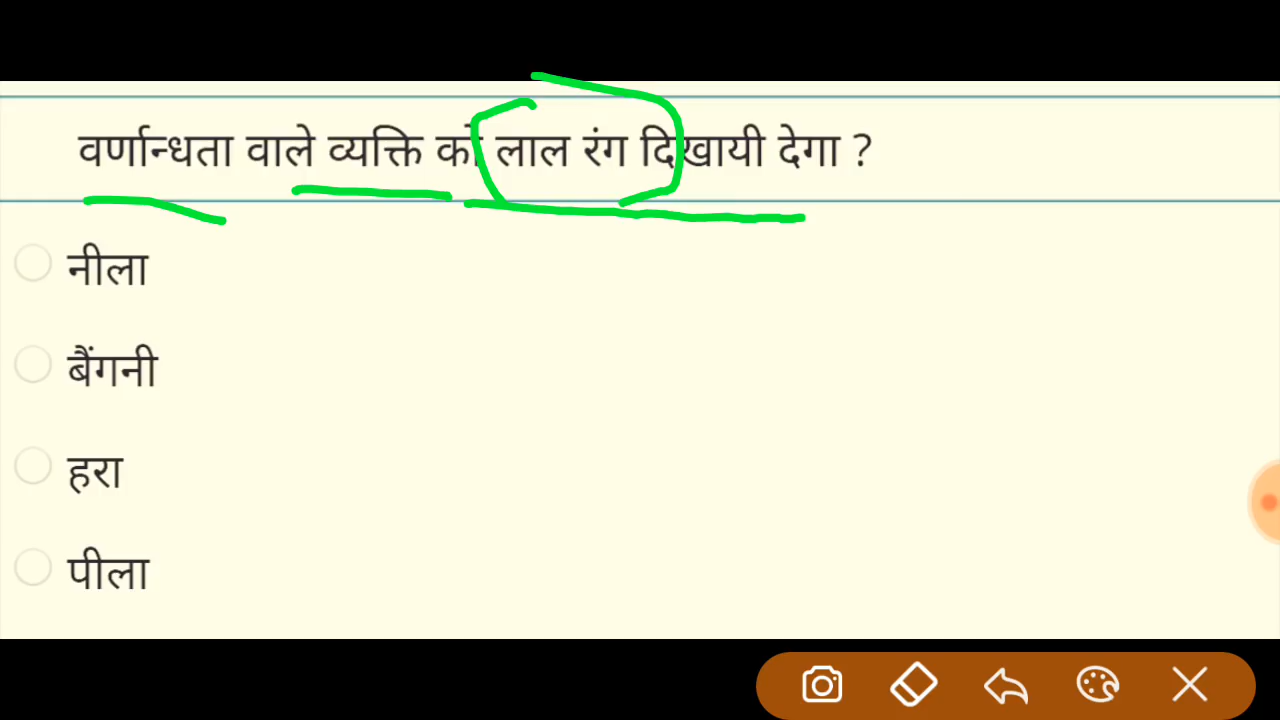 वर्णान्धता वाले व्यक्ति को लाल रंग दिखायी देगा ?
नीला
बैंगनी
हरा
पीला